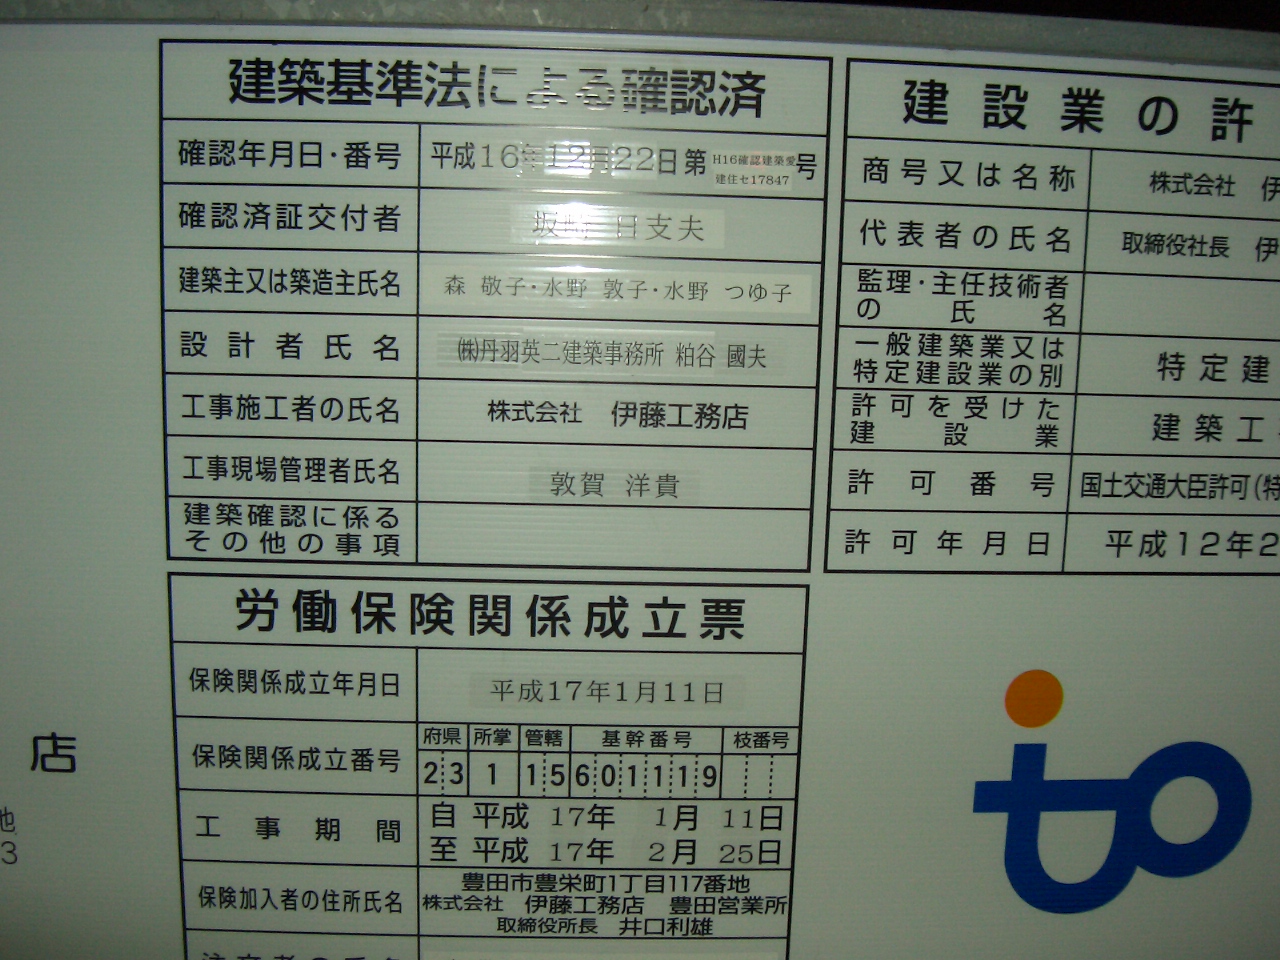 建築基準法による確認済
確認年月日・番号 平成16年12月22日 第 H16確認建築愛建住セ17847 号
確認済証交付者 日支夫
建築主又は築造主氏名 森 敬子・水野 敦子・水野 つゆ子
設計者氏名 ㈱丹羽英二建築事務所 粕谷 國夫
工事施工者の氏名 株式会社 伊藤工務店
工事現場管理者氏名 敦賀 洋貴
建築確認に係る
その他の事項
建設業の許
商号又は名称 株式会社 伊
代表者の氏名 取締役社長 伊
監理・主任技術者
の氏名
一般建築業又は
特定建設業の別 特定建
許可を受けた
建設業 建築工
許可番号 国土交通大臣許可(特
許可年月日 平成12年2
労働保険関係成立票
保険関係成立年月日 平成17年1月11日
府県 所掌 管轄 基幹番号 枝番号
保険関係成立番号 23 1 15 601119
工事期間 自 平成 17年 1月 11日
至 平成 17年 2月 25日
豊田市豊栄町1丁目117番地
保険加入者の住所氏名 株式会社 伊藤工務店 豊田営業所
取締役所長 井口利雄
店
地
3
ito